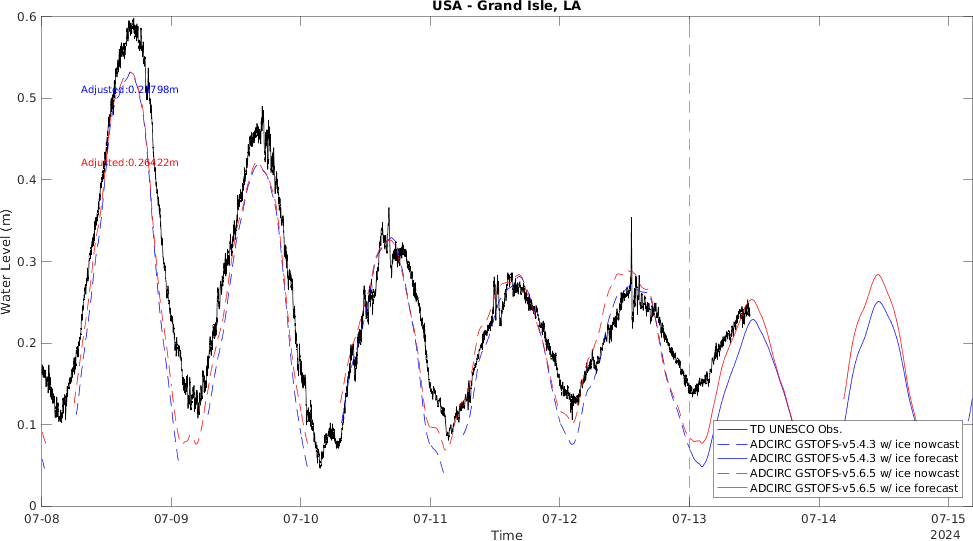 USA - Grand Isle, LA
0.6
0.5
0.4
0.3
0.2
0.1
0
Water Level (m)
Adjusted:0.26422m
07-08
07-09
07-10
07-11
07-12
07-13
07-14
07-15
2024
Time
TD UNESCO Obs.
ADCIRC GSTOFS-v5.4.3 w/ ice nowcast
ADCIRC GSTOFS-v5.4.3 w/ ice forecast
ADCIRC GSTOFS-v5.6.5 w/ ice nowcast
ADCIRC GSTOFS-v5.6.5 w/ ice forecast